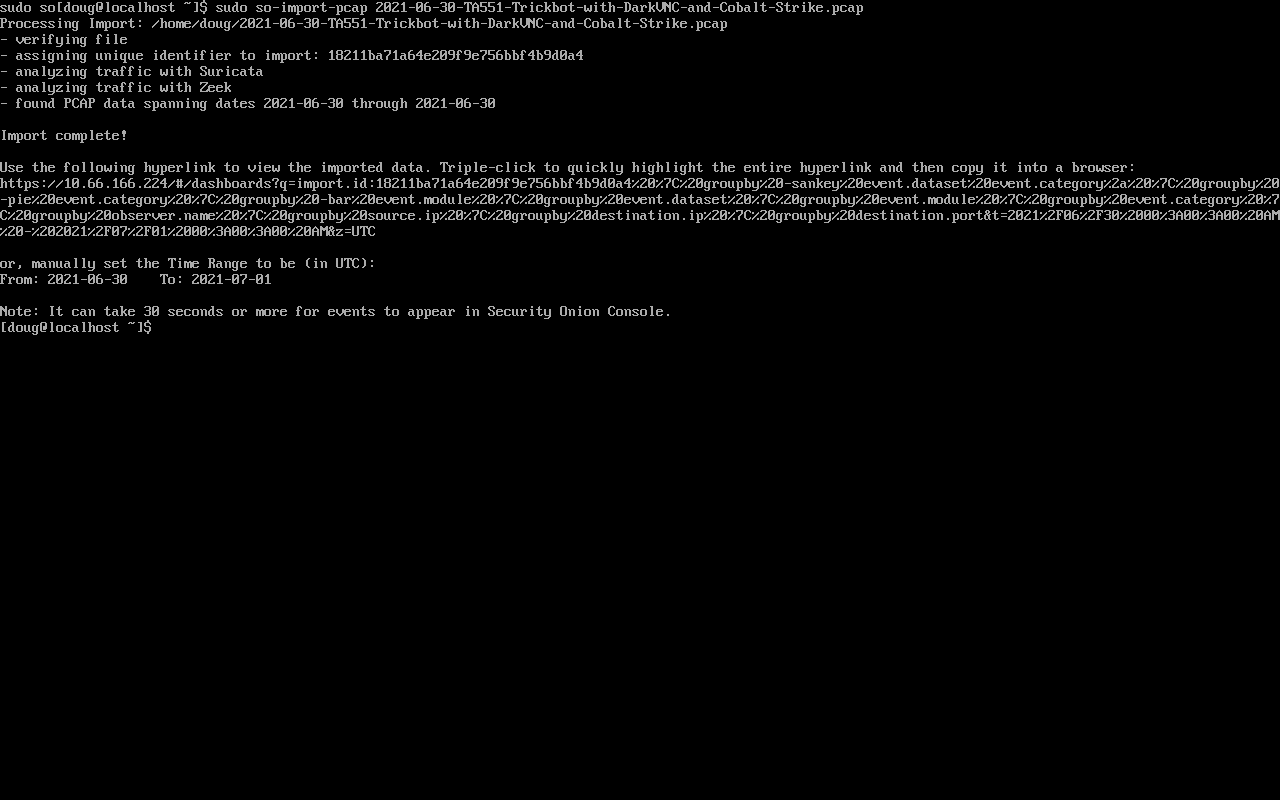 sudo so[doug@localhost ~]$ sudo so-import-pcap 2021-06-30-TA551-Trickbot-with-DarkVNC-and-Cobalt-Strike.pcap
Processing Import: /home/doug/2021-06-30-TA551-Trickbot-with-DarkVNC-and-Cobalt-Strike.pcap
- verifying file
- assigning unique identifier to import: 18211ba71a64e209f9e756bbf4b9d0a4
- analyzing traffic with Suricata
- analyzing traffic with Zeek
- found PCAP data spanning dates 2021-06-30 through 2021-06-30
Import complete!
Use the following hyperlink to view the imported data. Triple-click to quickly highlight the entire hyperlink and then copy it into a browser:
https://10.66.166.224/#/dashboards?q=import.id:18211ba71a64e209f9e756bbf4b9d0a4%20%7C%20groupby%20-sankey%20event.dataset%20event.category%2a%20%7C%20groupby%20
-pie%20event.category%20%7C%20groupby%20-bar%20event.module%20%7C%20groupby%20event.dataset%20%7C%20groupby%20event.module%20%7C%20groupby%20event.category%20%7
C%20groupby%20observer.name%20%7C%20groupby%20source.ip%20%7C%20groupby%20destination.ip%20%7C%20groupby%20destination.port&t=2021%2F06%2F30%2000%3A00%3A00%20AM
%20-%202021%2F07%2F01%2000%3A00%3A00%20AM&z=UTC
or, manually set the Time Range to be (in UTC):
From: 2021-06-30    To: 2021-07-01
Note: It can take 30 seconds or more for events to appear in Security Onion Console.
[doug@localhost ~]$